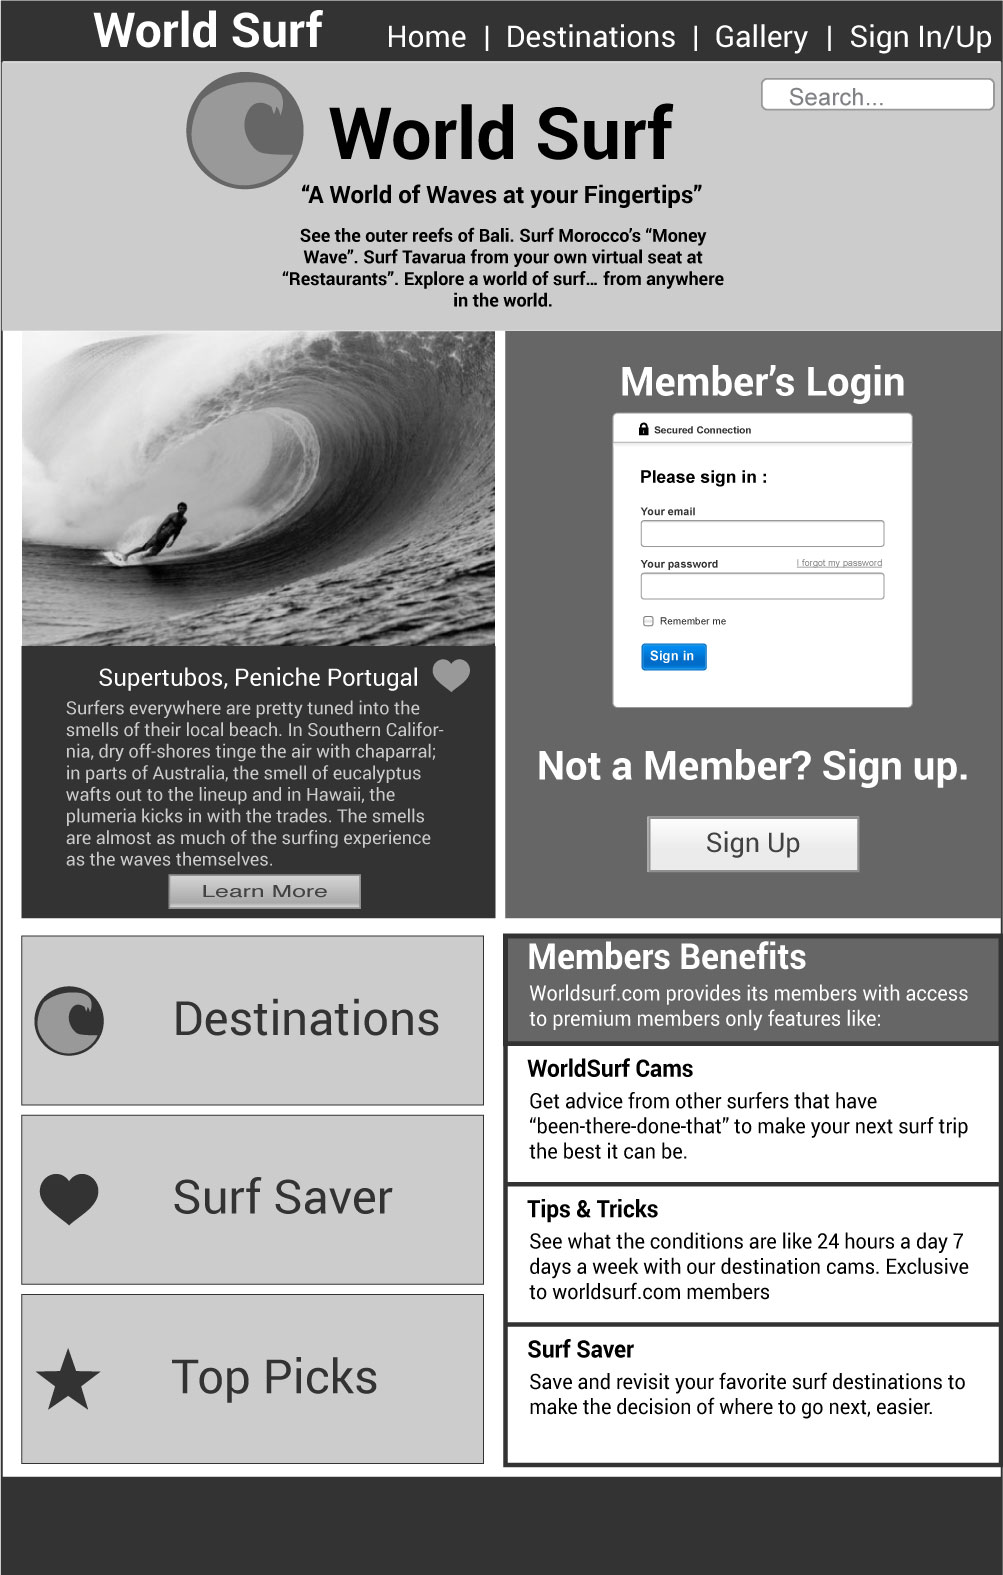 World Surf
Home | Destinations | Gallery | Sign In/Up
Search...
World Surf
“A World of Waves at your Fingertips”
See the outer reefs of Bali. Surf Morocco’s “Money
Wave”. Surf Tavarua from your own virtual seat at
“Restaurants”. Explore a world of surf... from anywhere
in the world.
Supertubos, Peniche Portugal
Surfers everywhere are pretty tuned into the
smells of their local beach. In Southern Califor-
nia, dry off-shores tinge the air with chaparral;
in parts of Australia, the smell of eucalyptus
wafts out to the lineup and in Hawaii, the
plumeria kicks in with the trades. The smells
are almost as much of the surfing experience
as the waves themselves.
Learn More
Member’s Login
Secured Connection
Please sign in :
Your email
Your password
I forgot my password
Remember me
Sign in
Not a Member? Sign up.
Sign Up
Destinations
Surf Saver
Top Picks
Members Benefits
Worldsurf.com provides its members with access
to premium members only features like:
WorldSurf Cams
Get advice from other surfers that have
“been-there-done-that” to make your next surf trip
the best it can be.
Tips & Tricks
See what the conditions are like 24 hours a day 7
days a week with our destination cams. Exclusive
to worldsurf.com members
Surf Saver
Save and revisit your favorite surf destinations to
make the decision of where to go next, easier.